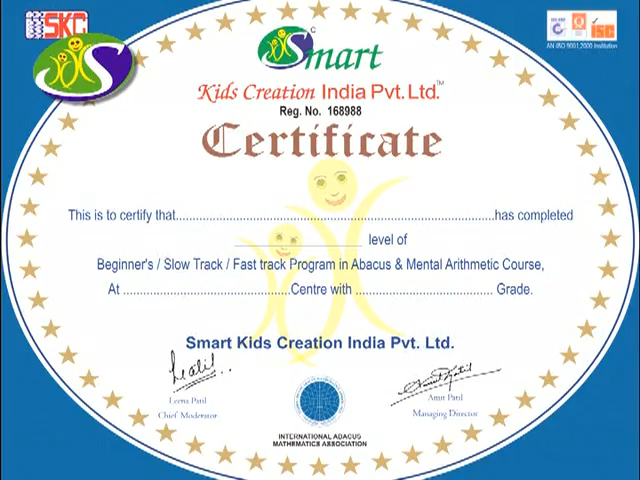 SKC
S
Smart
Kids Creation India Pvt. Ltd.™
Reg. No. 168988
AN ISO 9001,2000 Institution
Certificate
This is to certify that................................................................................................has completed
______________________ level of
Beginner's / Slow Track / Fast track Program in Abacus & Mental Arithmetic Course,
At ..................................................Centre with ......................................... Grade.
Smart Kids Creation India Pvt. Ltd.
Leena Patil
Chief Moderator
Amit Patil
Managing Director
INTERNATIONAL ABACUS
MATHEMATICS ASSOCIATION